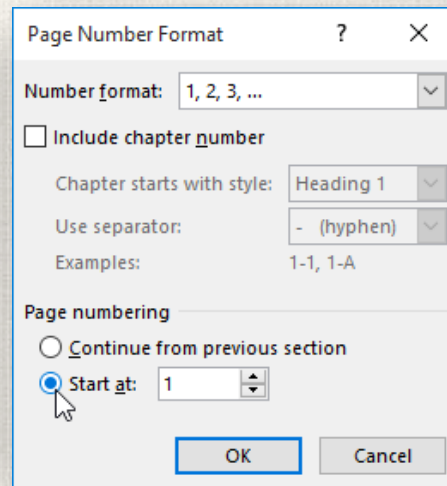 Page Number Format ?
Number format: 1, 2, 3, ...
Include chapter number
Chapter starts with style: Heading 1
Use separator: - (hyphen)
Examples: 1-1, 1-A
Page numbering
Continue from previous section
Start at: 1
OK Cancel